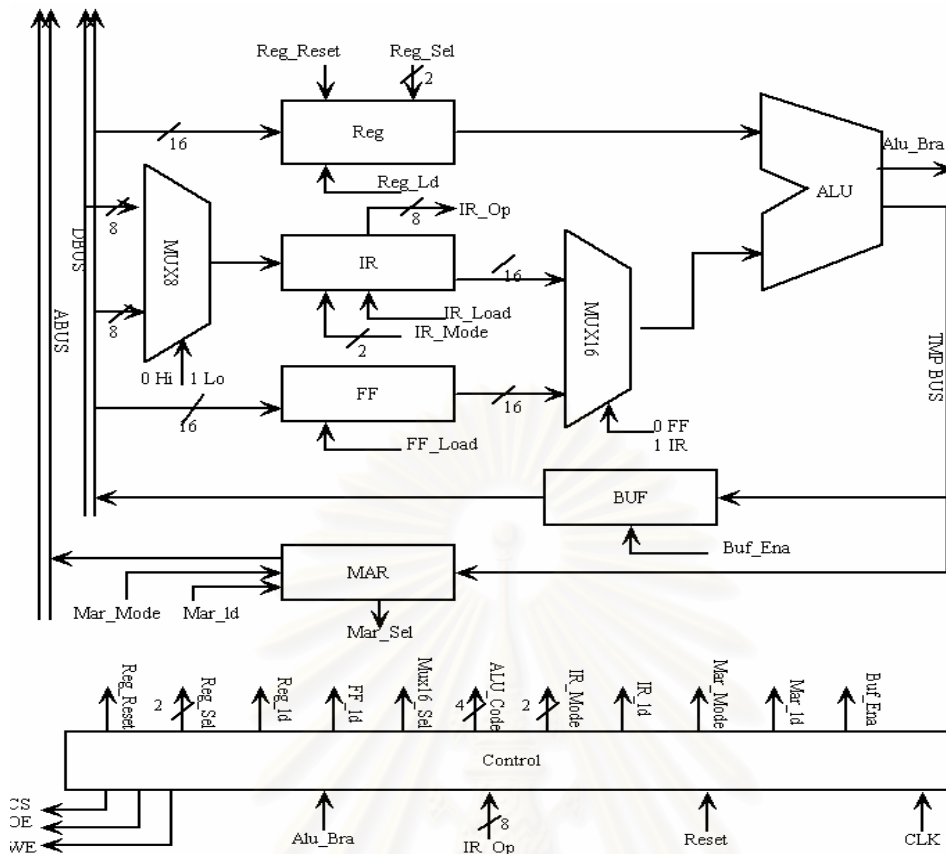 Reg_Reset
Reg_Sel
2
16
Reg
Alu_Bra
Reg_Ld
ALU
8
8
IR_Op
DBUS
MUX8
IR
16
ABUS
8
IR_Load
IR_Mode
2
MUX16
TMP BUS
0 Hi
1 Lo
16
FF
16
FF_Load
0 FF
1 IR
BUF
Buf_Ena
MAR
Mar_Mode
Mar_ld
Mar_Sel
Reg_Reset
2
Reg_Sel
Reg_ld
FF_ld
Mux16_Sel
4
ALU_Code
2
IR_Mode
IR_ld
Mar_Mode
Mar_ld
Buf_Ena
Control
CS
OE
WE
Alu_Bra
8
IR_Op
Reset
CLK